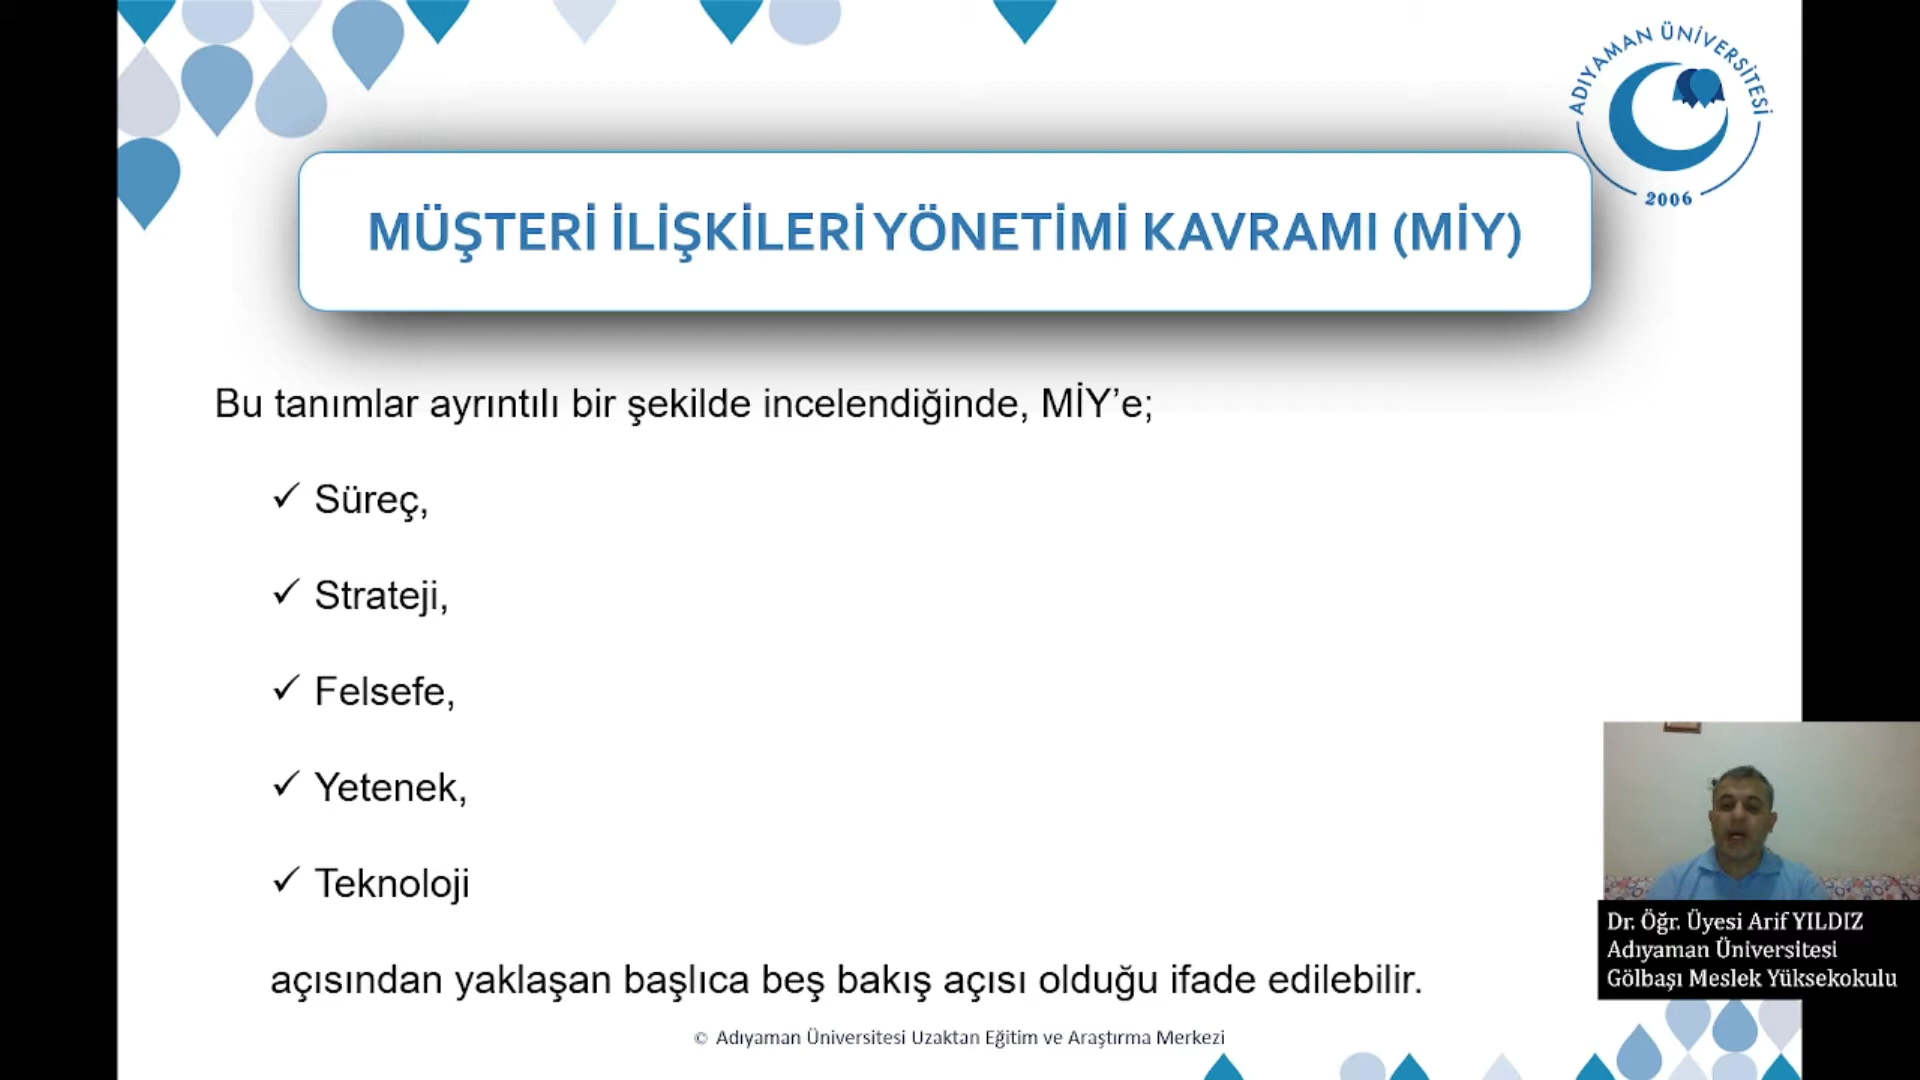 ADIYAMAN ÜNİVERSİTESİ
2006
MÜŞTERİ İLİŞKİLERİ YÖNETİMİ KAVRAMI (MİY)
Bu tanımlar ayrıntılı bir şekilde incelendiğinde, MİY’e;
✓ Süreç,
✓ Strateji,
✓ Felsefe,
✓ Yetenek,
✓ Teknoloji
açısından yaklaşan başlıca beş bakış açısı olduğu ifade edilebilir.
Dr. Öğr. Üyesi Arif YILDIZ
Adıyaman Üniversitesi
Gölbaşı Meslek Yüksekokulu
© Adıyaman Üniversitesi Uzaktan Eğitim ve Araştırma Merkezi